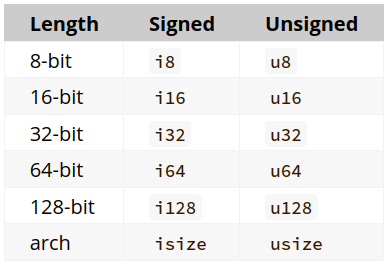 Length Signed Unsigned
8-bit i8 u8
16-bit i16 u16
32-bit i32 u32
64-bit i64 u64
128-bit i128 u128
arch isize usize